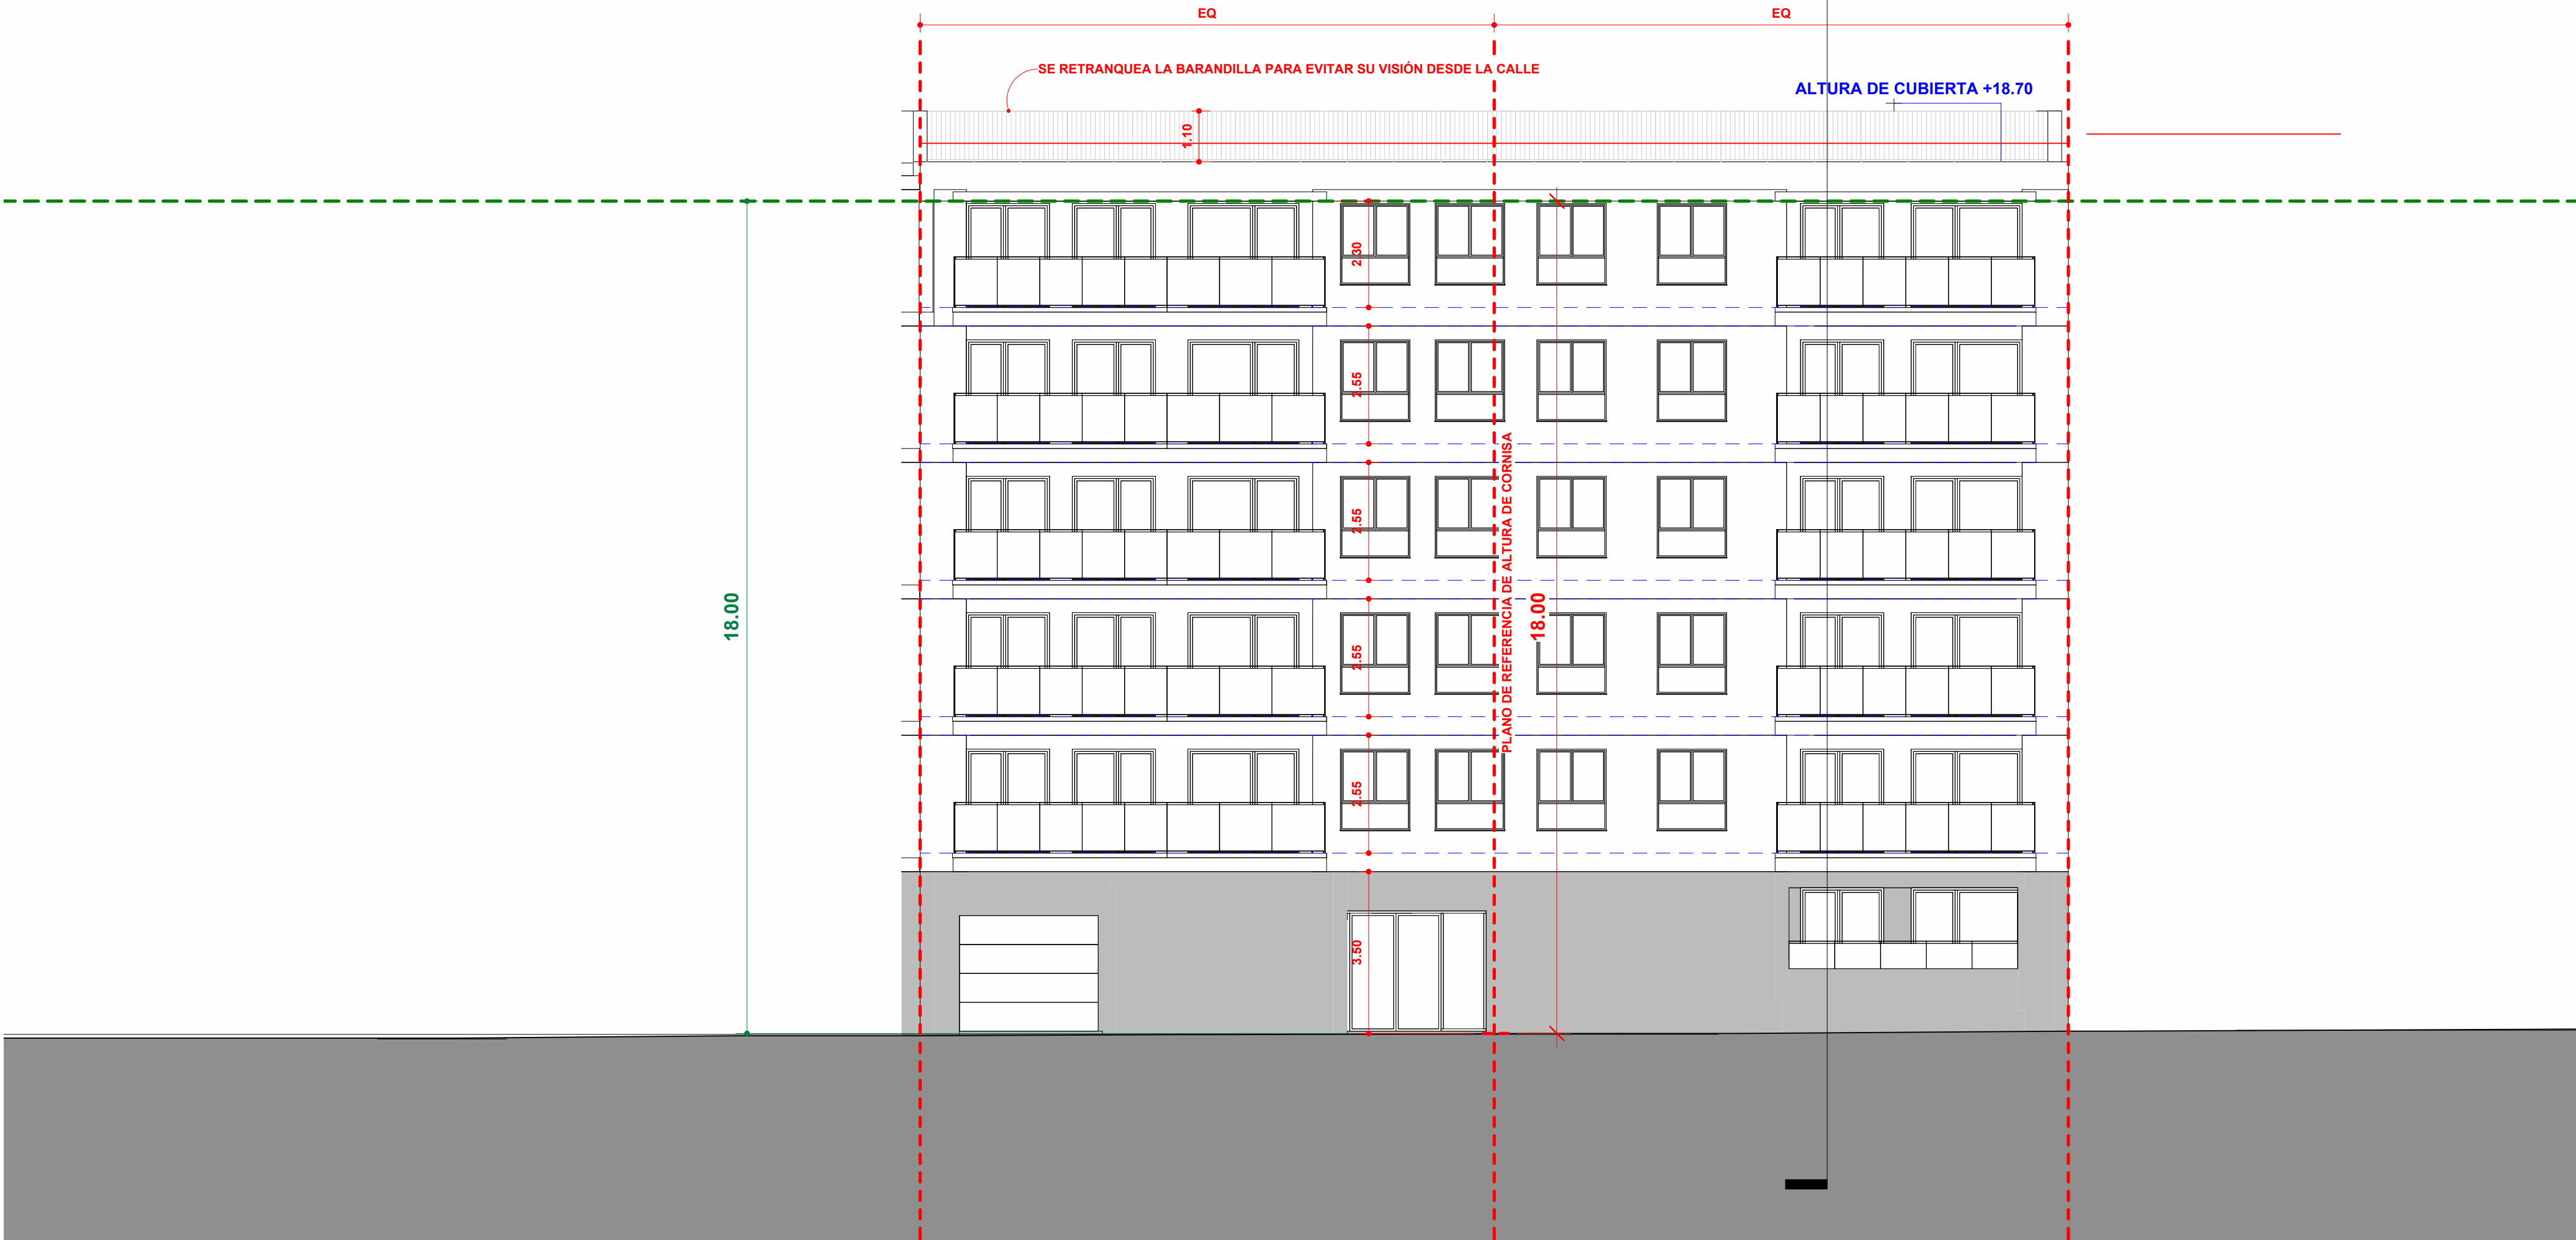 EQ
EQ
SE RETRANQUEA LA BARANDILLA PARA EVITAR SU VISIÓN DESDE LA CALLE
ALTURA DE CUBIERTA +18.70
1.10
2.30
2.55
2.55
2.55
2.55
3.50
18.00
PLANO DE REFERENCIA DE ALTURA DE CORNISA
18.00